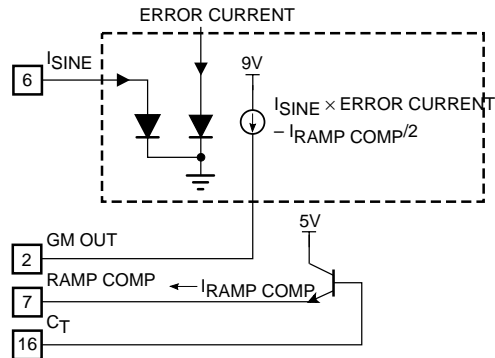 ERROR CURRENT
6
ISINE
9V
ISINE × ERROR CURRENT
– IRAMP COMP/2
2
GM OUT
5V
7
RAMP COMP
IRAMP COMP
16
CT